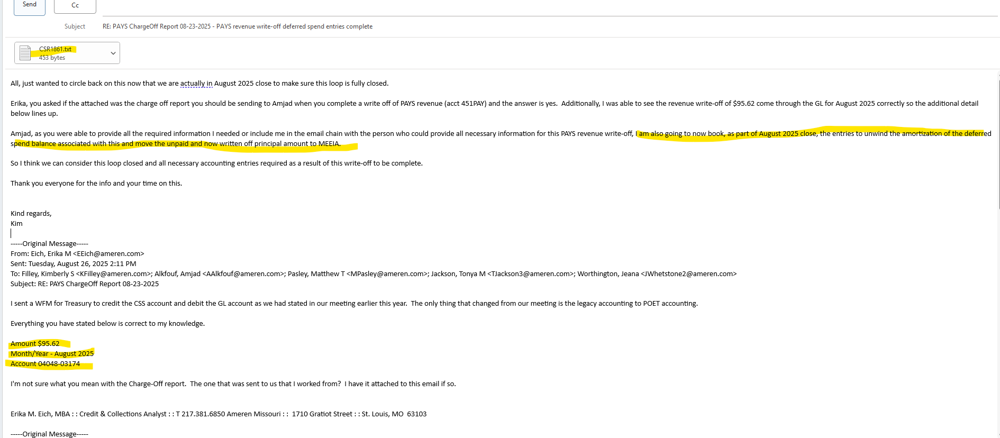 Send
Cc
Subject RE: PAYS ChargeOff Report 08-23-2025 - PAYS revenue write-off deferred spend entries complete
CSR1861.txt
453 bytes
All, just wanted to circle back on this now that we are actually in August 2025 close to make sure this loop is fully closed.
Erika, you asked if the attached was the charge off report you should be sending to Amjad when you complete a write off of PAYS revenue (acct 451PAY) and the answer is yes.  Additionally, I was able to see the revenue write-off of $95.62 come through the GL for August 2025 correctly so the additional detail
below lines up.
Amjad, as you were able to provide all the required information I needed or include me in the email chain with the person who could provide all necessary information for this PAYS revenue write-off, I am also going to now book, as part of August 2025 close, the entries to unwind the amortization of the deferred
spend balance associated with this and move the unpaid and now written off principal amount to MEEIA.
So I think we can consider this loop closed and all necessary accounting entries required as a result of this write-off to be complete.
Thank you everyone for the info and your time on this.
Kind regards,
Kim
-----Original Message-----
From: Eich, Erika M <EEich@ameren.com>
Sent: Tuesday, August 26, 2025 2:11 PM
To: Filley, Kimberly S <KFilley@ameren.com>; Alkfouf, Amjad <AAlkfouf@ameren.com>; Pasley, Matthew T <MPasley@ameren.com>; Jackson, Tonya M <TJackson3@ameren.com>; Worthington, Jeana <JWhetstone2@ameren.com>
Subject: RE: PAYS ChargeOff Report 08-23-2025
I sent a WFM for Treasury to credit the CSS account and debit the GL account as we had stated in our meeting earlier this year.  The only thing that changed from our meeting is the legacy accounting to POET accounting.
Everything you have stated below is correct to my knowledge.
Amount $95.62
Month/Year - August 2025
Account 04048-03174
I'm not sure what you mean with the Charge-Off report.  The one that was sent to us that I worked from?  I have it attached to this email if so.
Erika M. Eich, MBA : : Credit & Collections Analyst : : T 217.381.6850 Ameren Missouri : :  1710 Gratiot Street : : St. Louis, MO  63103
-----Original Message-----